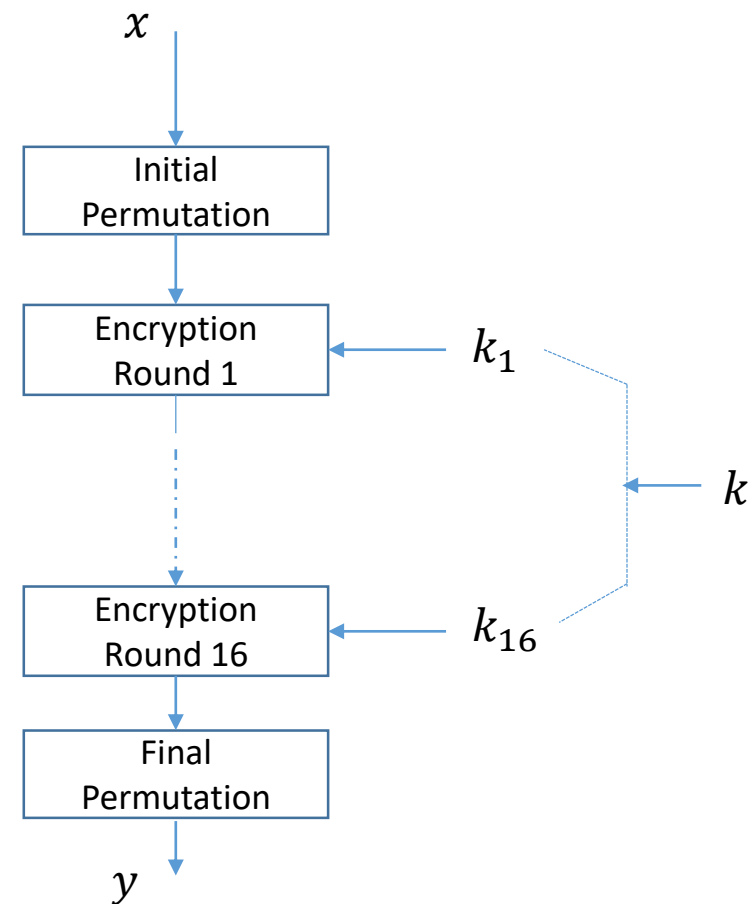 x
Initial
Permutation
Encryption
Round 1
k₁
k
Encryption
Round 16
k₁₆
Final
Permutation
y